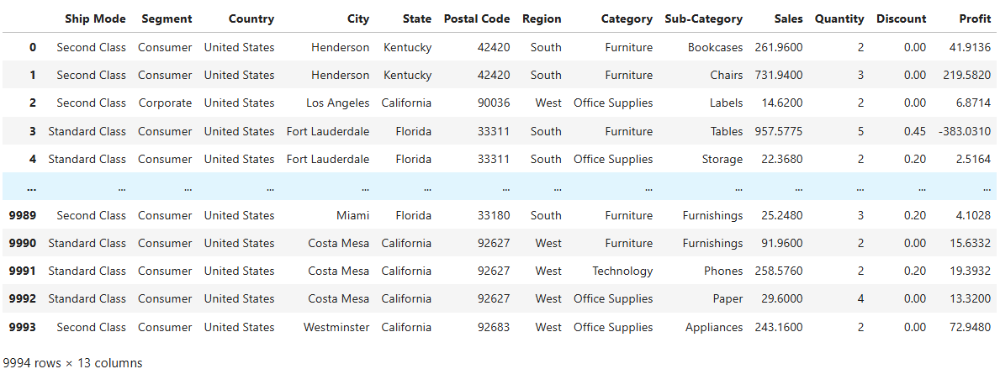 Ship Mode Segment Country City State Postal Code Region Category Sub-Category Sales Quantity Discount Profit
0 Second Class Consumer United States Henderson Kentucky 42420 South Furniture Bookcases 261.9600 2 0.00 41.9136
1 Second Class Consumer United States Henderson Kentucky 42420 South Furniture Chairs 731.9400 3 0.00 219.5820
2 Second Class Corporate United States Los Angeles California 90036 West Office Supplies Labels 14.6200 2 0.00 6.8714
3 Standard Class Consumer United States Fort Lauderdale Florida 33311 South Furniture Tables 957.5775 5 0.45 -383.0310
4 Standard Class Consumer United States Fort Lauderdale Florida 33311 South Office Supplies Storage 22.3680 2 0.20 2.5164
... ... ... ... ... ... ... ... ... ... ... ... ... ...
9989 Second Class Consumer United States Miami Florida 33180 South Furniture Furnishings 25.2480 3 0.20 4.1028
9990 Standard Class Consumer United States Costa Mesa California 92627 West Furniture Furnishings 91.9600 2 0.00 15.6332
9991 Standard Class Consumer United States Costa Mesa California 92627 West Technology Phones 258.5760 2 0.20 19.3932
9992 Standard Class Consumer United States Costa Mesa California 92627 West Office Supplies Paper 29.6000 4 0.00 13.3200
9993 Second Class Consumer United States Westminster California 92683 West Office Supplies Appliances 243.1600 2 0.00 72.9480
9994 rows × 13 columns